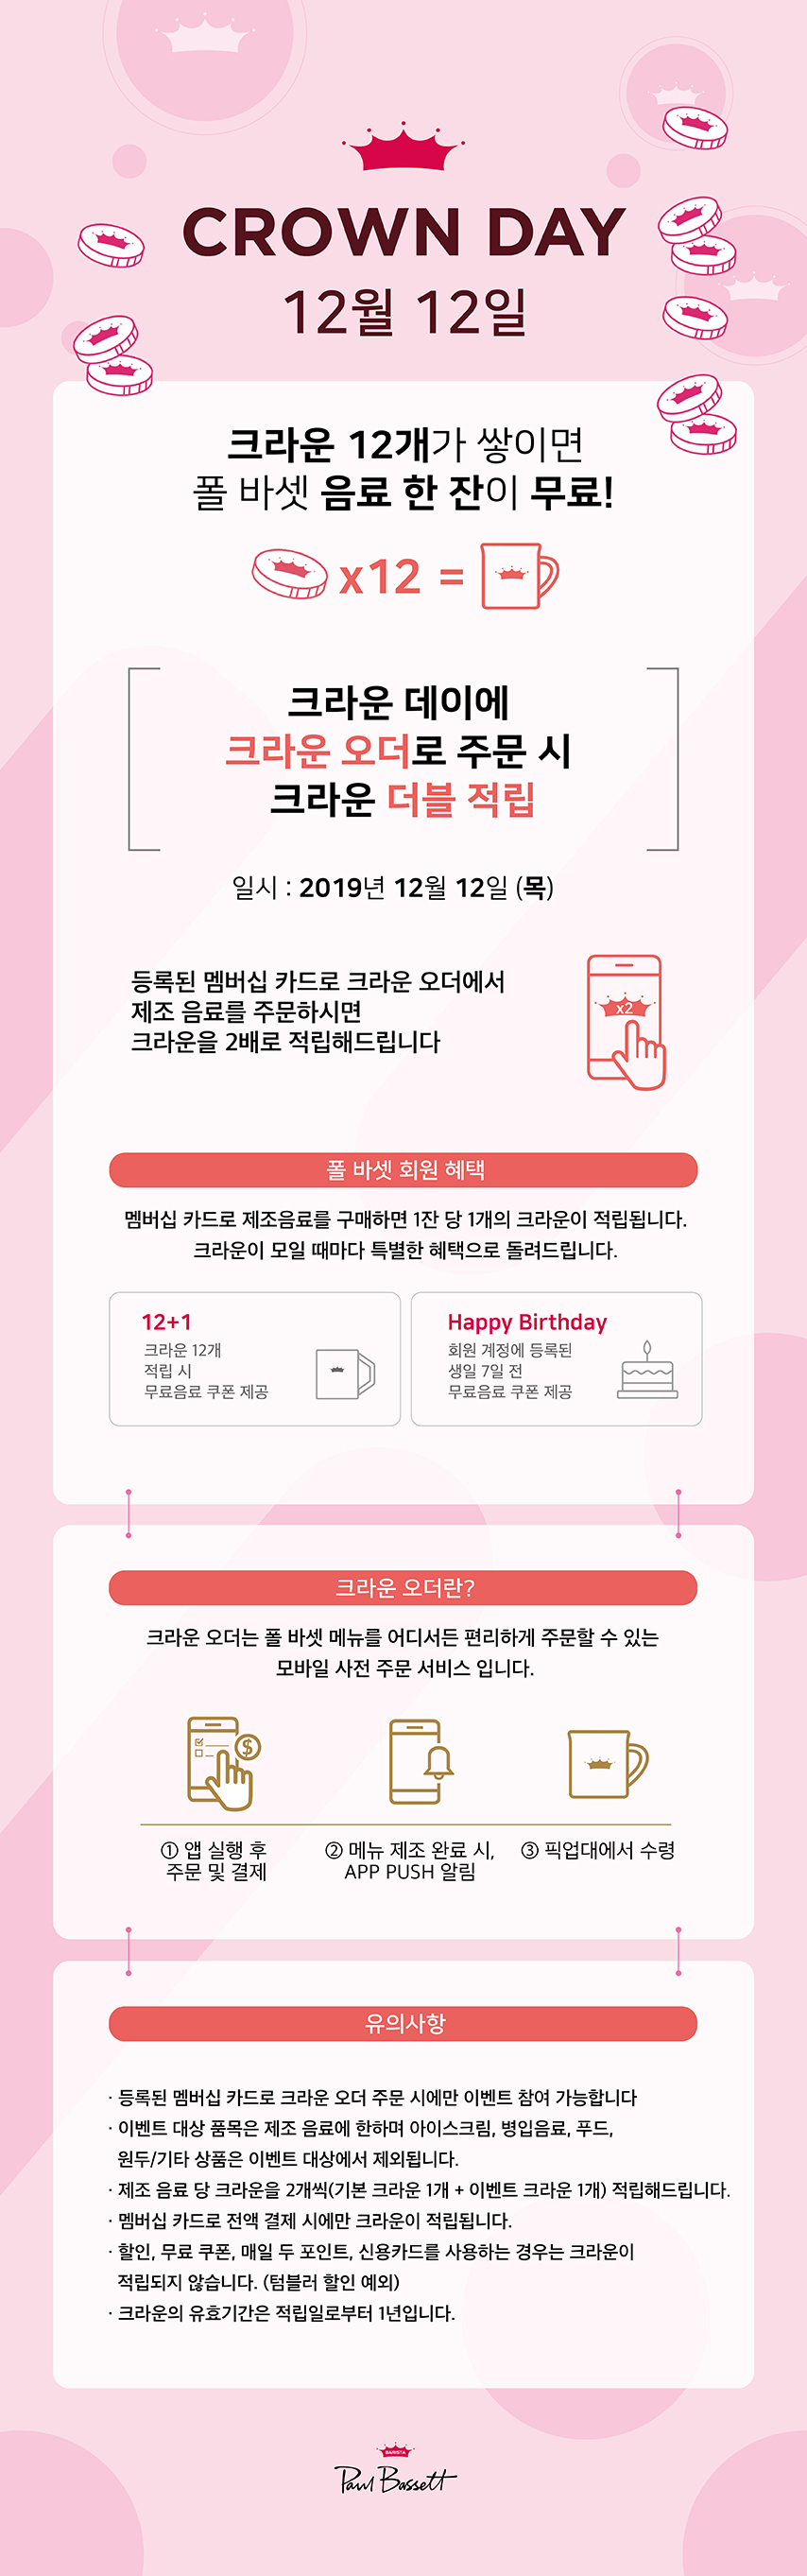 CROWN DAY
12월 12일
크라운 12개가 쌓이면
폴 바셋 음료 한 잔이 무료!
x12 =
크라운 데이에
크라운 오더로 주문 시
크라운 더블 적립
일시 : 2019년 12월 12일 (목)
등록된 멤버십 카드로 크라운 오더에서
제조 음료를 주문하시면
크라운을 2배로 적립해드립니다
x2
폴 바셋 회원 혜택
멤버십 카드로 제조음료를 구매하면 1잔 당 1개의 크라운이 적립됩니다.
크라운이 모일 때마다 특별한 혜택으로 돌려드립니다.
12+1
크라운 12개
적립 시
무료음료 쿠폰 제공
Happy Birthday
회원 계정에 등록된
생일 7일 전
무료음료 쿠폰 제공
크라운 오더란?
크라운 오더는 폴 바셋 메뉴를 어디서든 편리하게 주문할 수 있는
모바일 사전 주문 서비스 입니다.
$
① 앱 실행 후
주문 및 결제
② 메뉴 제조 완료 시,
APP PUSH 알림
③ 픽업대에서 수령
유의사항
· 등록된 멤버십 카드로 크라운 오더 주문 시에만 이벤트 참여 가능합니다
· 이벤트 대상 품목은 제조 음료에 한하며 아이스크림, 병입음료, 푸드,
원두/기타 상품은 이벤트 대상에서 제외됩니다.
· 제조 음료 당 크라운을 2개씩(기본 크라운 1개 + 이벤트 크라운 1개) 적립해드립니다.
· 멤버십 카드로 전액 결제 시에만 크라운이 적립됩니다.
· 할인, 무료 쿠폰, 매일 두 포인트, 신용카드를 사용하는 경우는 크라운이
적립되지 않습니다. (텀블러 할인 예외)
· 크라운의 유효기간은 적립일로부터 1년입니다.
BARISTA
Paul Bassett